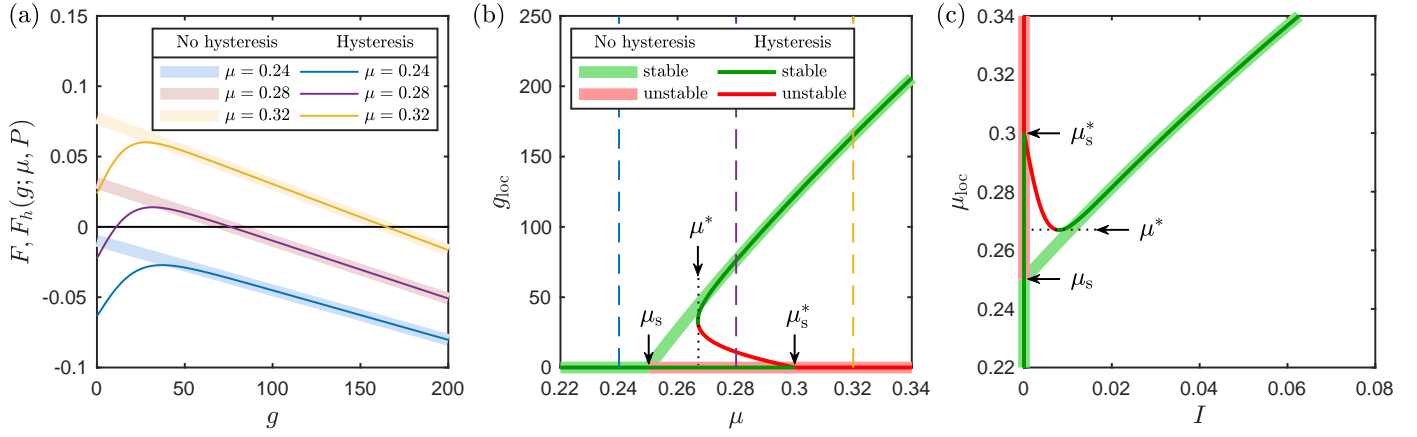 (a)
0.15
0.1
0.05
0
-0.05
-0.1
F, F_h(g; μ, P)
No hysteresis Hysteresis
μ = 0.24 μ = 0.24
μ = 0.28 μ = 0.28
μ = 0.32 μ = 0.32
0 50 100 150 200
g
(b)
250
200
150
100
50
0
g_loc
No hysteresis Hysteresis
stable stable
unstable unstable
μ*
μ_s μ_s*
0.22 0.24 0.26 0.28 0.3 0.32 0.34
μ
(c)
0.34
0.32
0.3
0.28
0.26
0.24
0.22
μ_loc
μ_s*
μ*
μ_s
0 0.02 0.04 0.06 0.08
I